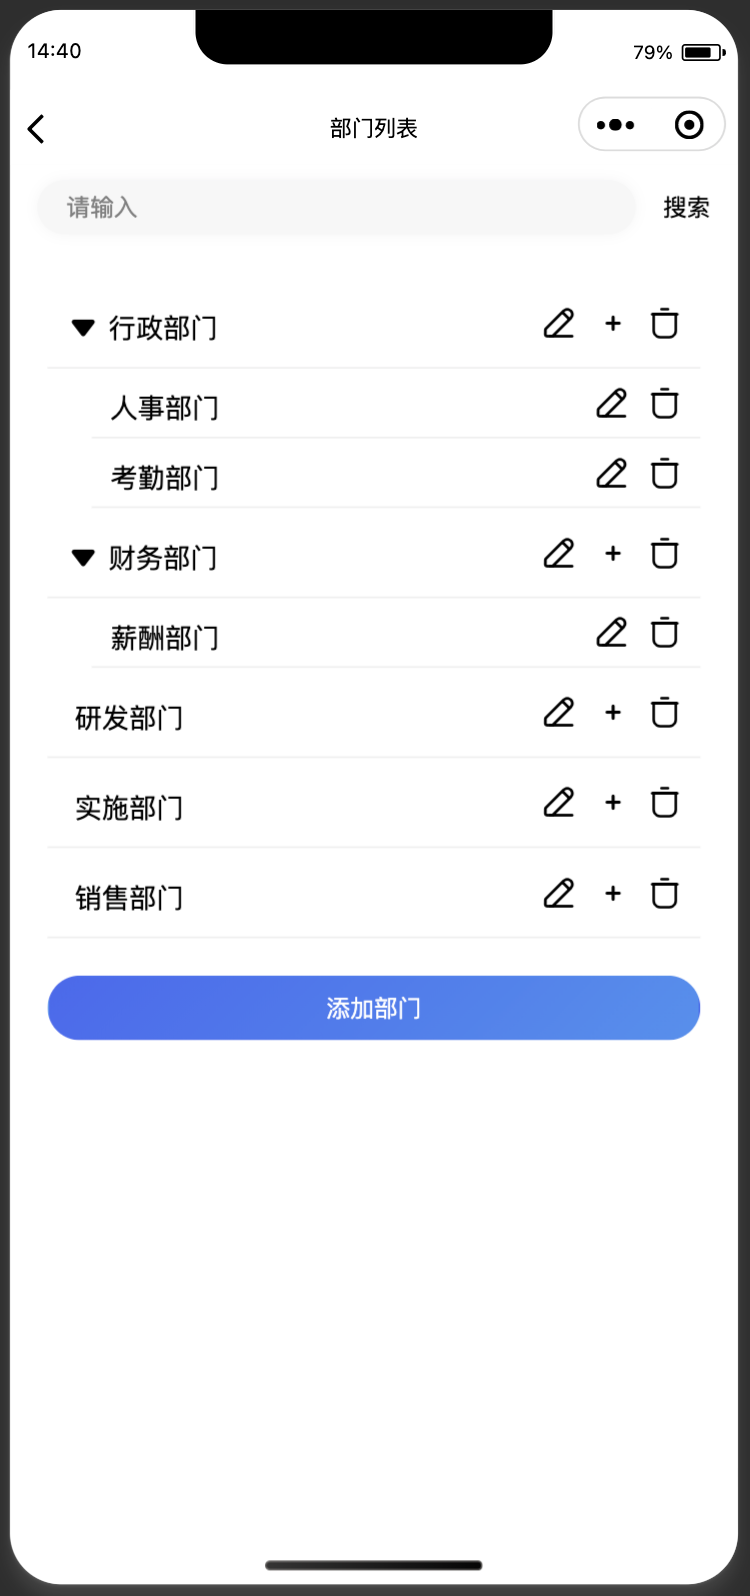 14:40
79%
部门列表
请输入
搜索
行政部门
人事部门
考勤部门
财务部门
薪酬部门
研发部门
实施部门
销售部门
添加部门